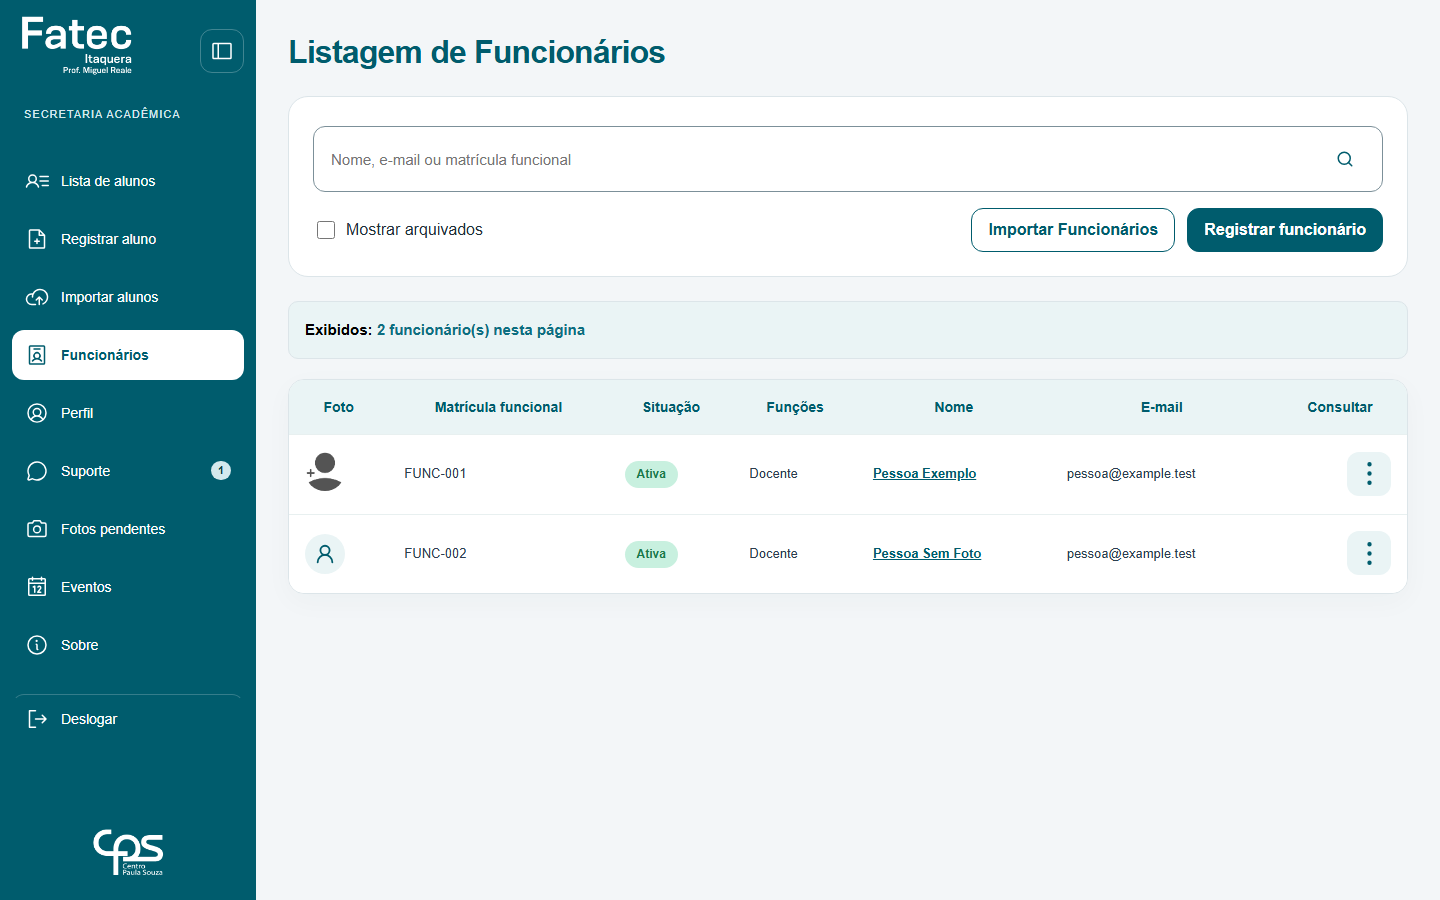 Fatec
Itaquera
Prof. Miguel Reale
SECRETARIA ACADÊMICA
Lista de alunos
Registrar aluno
Importar alunos
Funcionários
Perfil
Suporte 1
Fotos pendentes
12 Eventos
Sobre
Deslogar
cps
Centro
Paula Souza
Listagem de Funcionários
Nome, e-mail ou matrícula funcional
Mostrar arquivados
Importar Funcionários
Registrar funcionário
Exibidos: 2 funcionário(s) nesta página
Foto Matrícula funcional Situação Funções Nome E-mail Consultar
FUNC-001 Ativa Docente Pessoa Exemplo pessoa@example.test
FUNC-002 Ativa Docente Pessoa Sem Foto pessoa@example.test